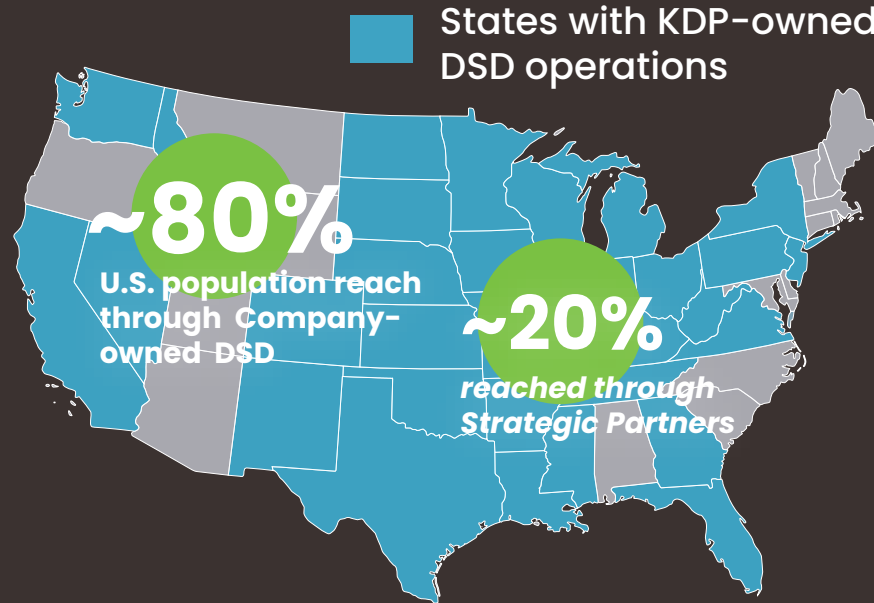 States with KDP-owned
DSD operations
~80%
U.S. population reach
through Company-
owned DSD
~20%
reached through
Strategic Partners